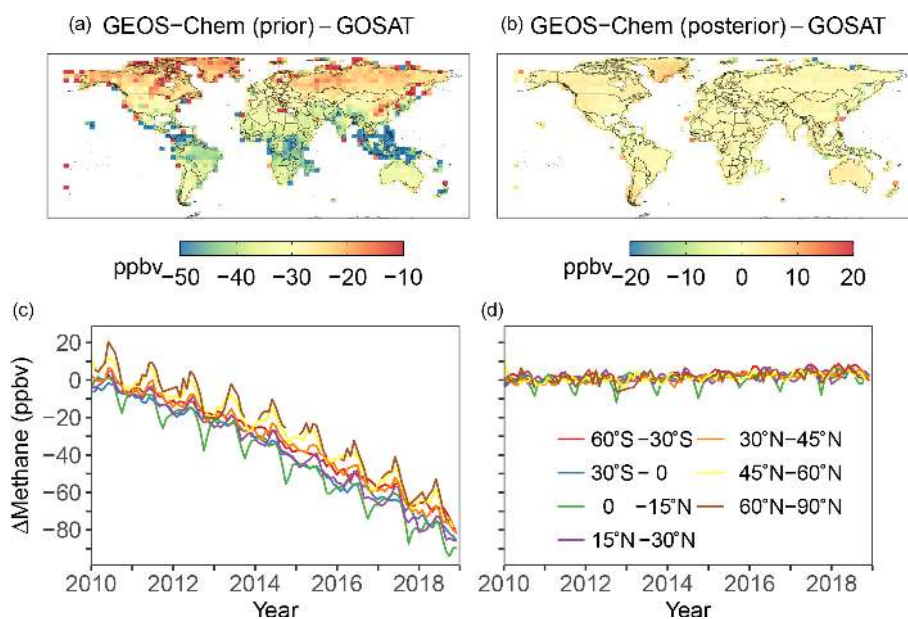 (a) GEOS−Chem (prior) − GOSAT
(b) GEOS−Chem (posterior) − GOSAT
ppbv −50 −40 −30 −20 −10
ppbv −20 −10 0 10 20
(c)
(d)
ΔMethane (ppbv)
20
0
−20
−40
−60
−80
2010 2012 2014 2016 2018
Year
60°S −30°S
30°S − 0
0 −15°N
15°N −30°N
30°N−45°N
45°N−60°N
60°N−90°N
2010 2012 2014 2016 2018
Year